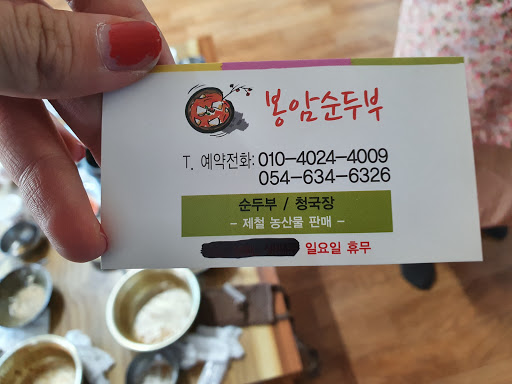 봉암순두부
T. 예약전화: 010-4024-4009
054-634-6326
순두부 / 청국장
- 제철 농산물 판매 -
일요일 휴무